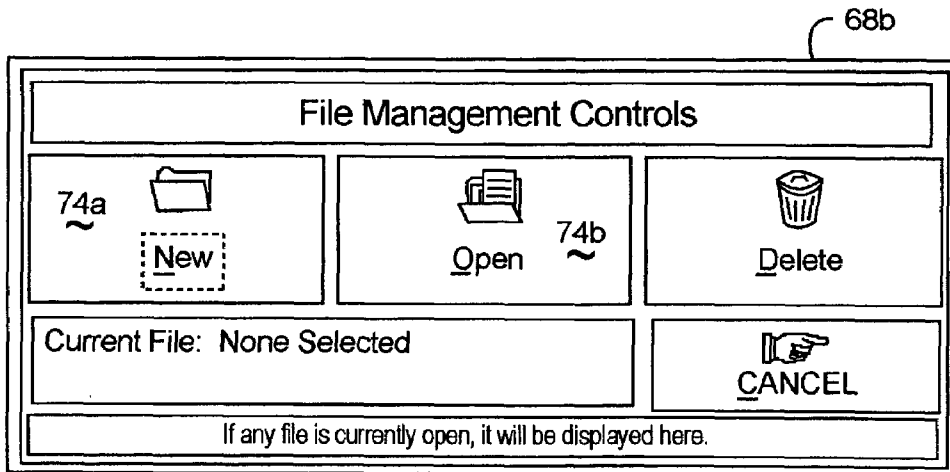 68b
File Management Controls
74a
New
Open
74b
Delete
Current File: None Selected
CANCEL
If any file is currently open, it will be displayed here.